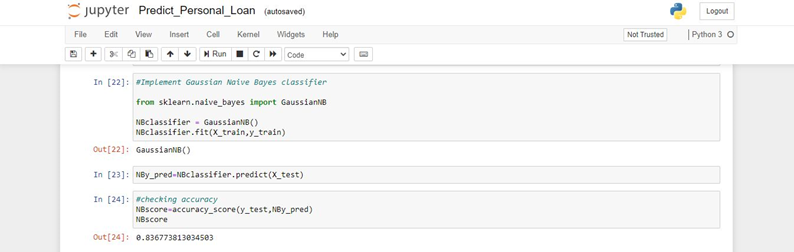 jupyter Predict_Personal_Loan (autosaved) Logout
File Edit View Insert Cell Kernel Widgets Help Not Trusted Python 3
Run Code
In [22]: #Implement Gaussian Naive Bayes classifier
from sklearn.naive_bayes import GaussianNB
NBclassifier = GaussianNB()
NBclassifier.fit(X_train,y_train)
Out[22]: GaussianNB()
In [23]: NBy_pred=NBclassifier.predict(X_test)
In [24]: #checking accuracy
NBscore=accuracy_score(y_test,NBy_pred)
NBscore
Out[24]: 0.836773813034503